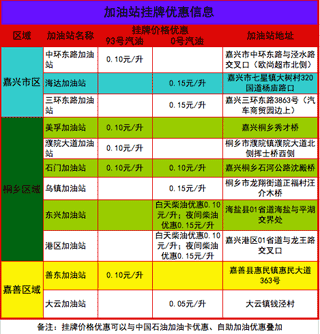 加油站挂牌优惠信息
区域 加油站名称 挂牌价格优惠 加油站地址
93号汽油 0号柴油
嘉兴市区
中环东路加油站 0.10元/升 嘉兴市中环东路与泾水路交叉口(欧尚超市北侧)
海达加油站 0.15元/升 嘉兴市七星镇大树村320国道杨庙路口
三环东路加油站 0.15元/升 嘉兴三环东路3863号(汽车商贸园边上)
桐乡区域
美孚加油站 0.10元/升 嘉兴桐乡秀才桥
濮院大道加油站 0.10元/升 桐乡市濮院镇濮院大道北侧挥士桥西侧
石门加油站 0.10元/升 0.10元/升 嘉兴桐乡石河公路沈殿桥
乌镇加油站 0.15元/升 桐乡市龙翔街道正福村汪介木桥
东兴加油站 白天柴油优惠0.10元/升;夜间柴油优惠0.15元/升 海盐县01省道海盐与平湖交界处
港区加油站 白天柴油优惠0.10元/升;夜间柴油优惠0.15元/升 嘉兴港区01省道与龙王路交叉口
嘉善区域
善东加油站 0.10元/升 嘉善县惠民镇惠民大道363号
大云加油站 0.05元/升 大云镇钱泾村
备注:挂牌价格优惠可以与中国石油加油卡优惠、自助加油优惠叠加